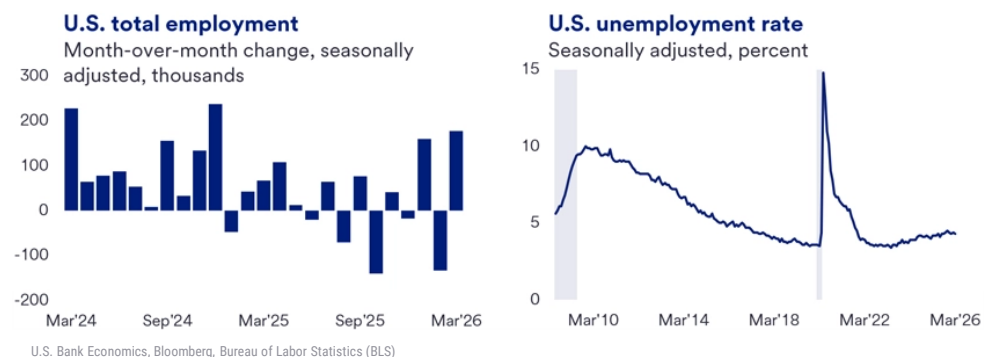 U.S. total employment
Month-over-month change, seasonally
adjusted, thousands
300
200
100
0
-100
-200
Mar'24 Sep'24 Mar'25 Sep'25 Mar'26
U.S. unemployment rate
Seasonally adjusted, percent
15
10
5
0
Mar'10 Mar'14 Mar'18 Mar'22 Mar'26
U.S. Bank Economics, Bloomberg, Bureau of Labor Statistics (BLS)